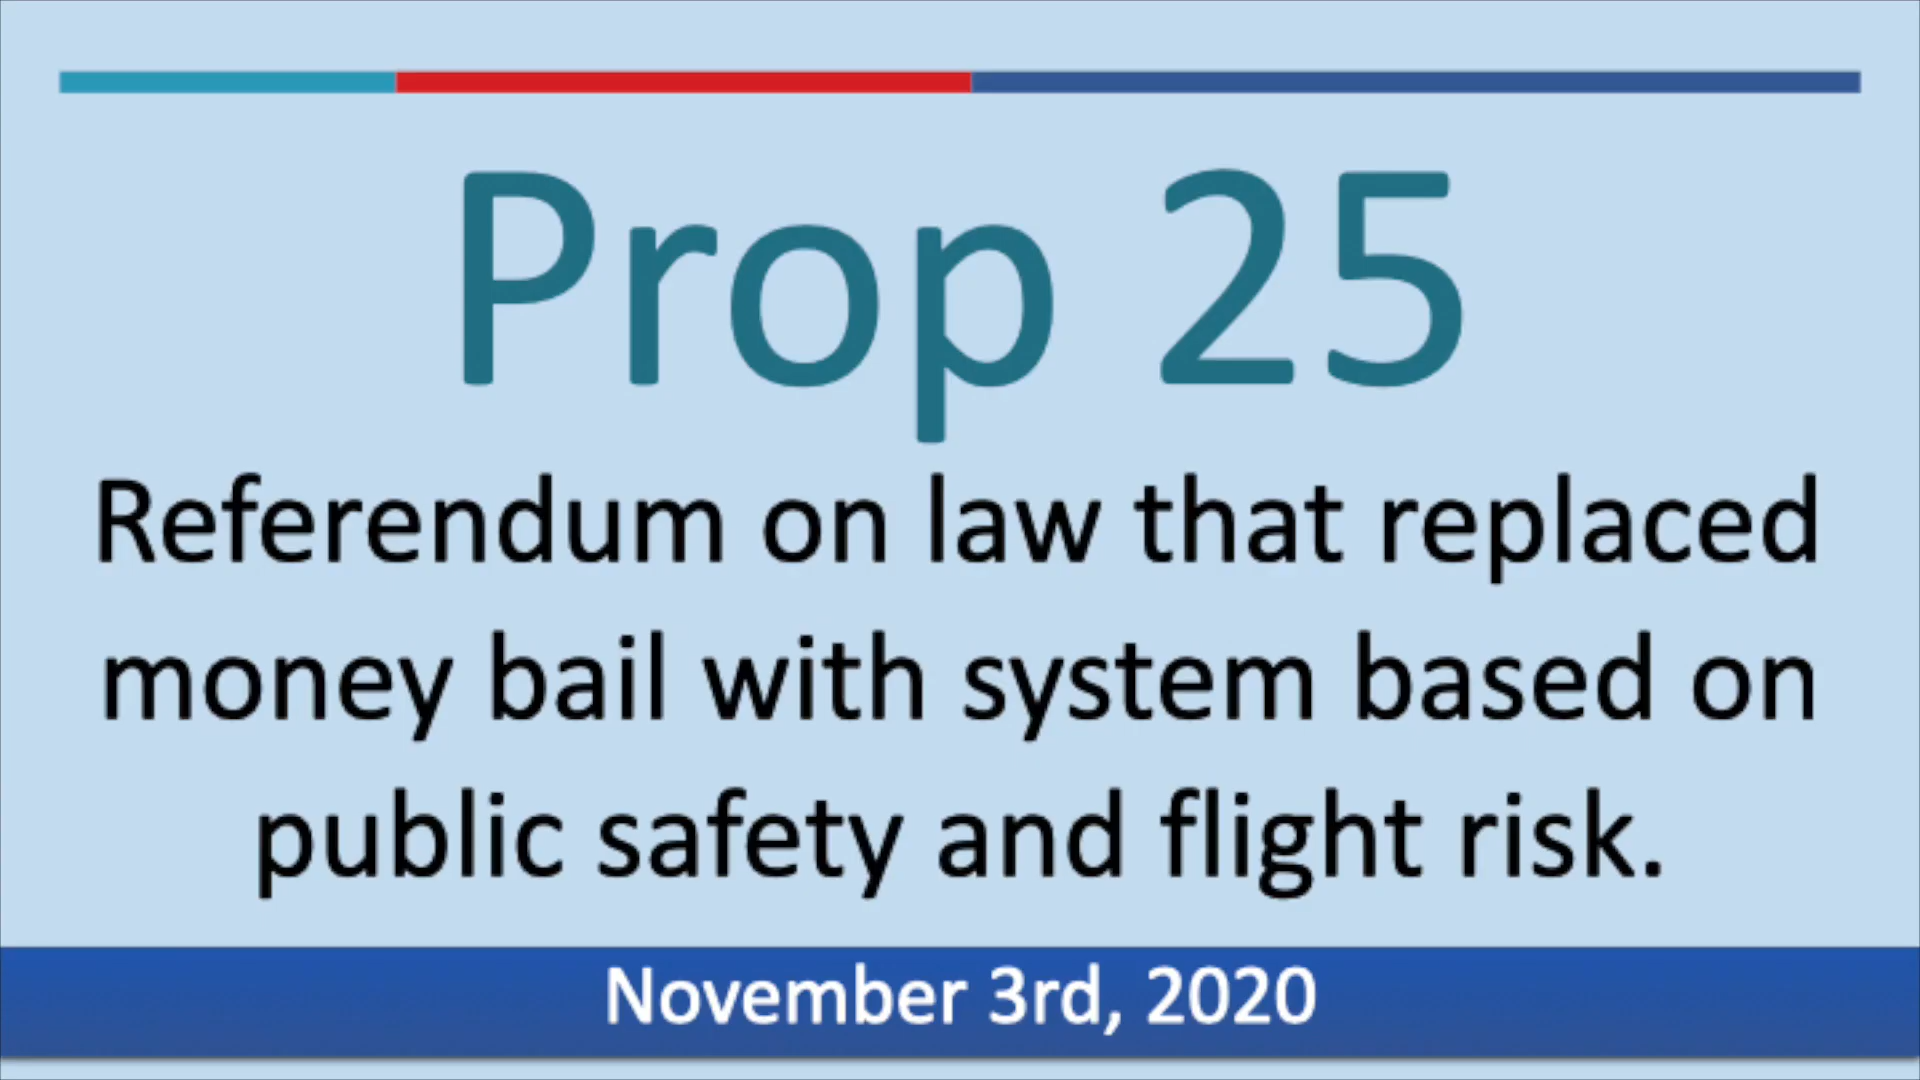 Prop 25
Referendum on law that replaced
money bail with system based on
public safety and flight risk.
November 3rd, 2020